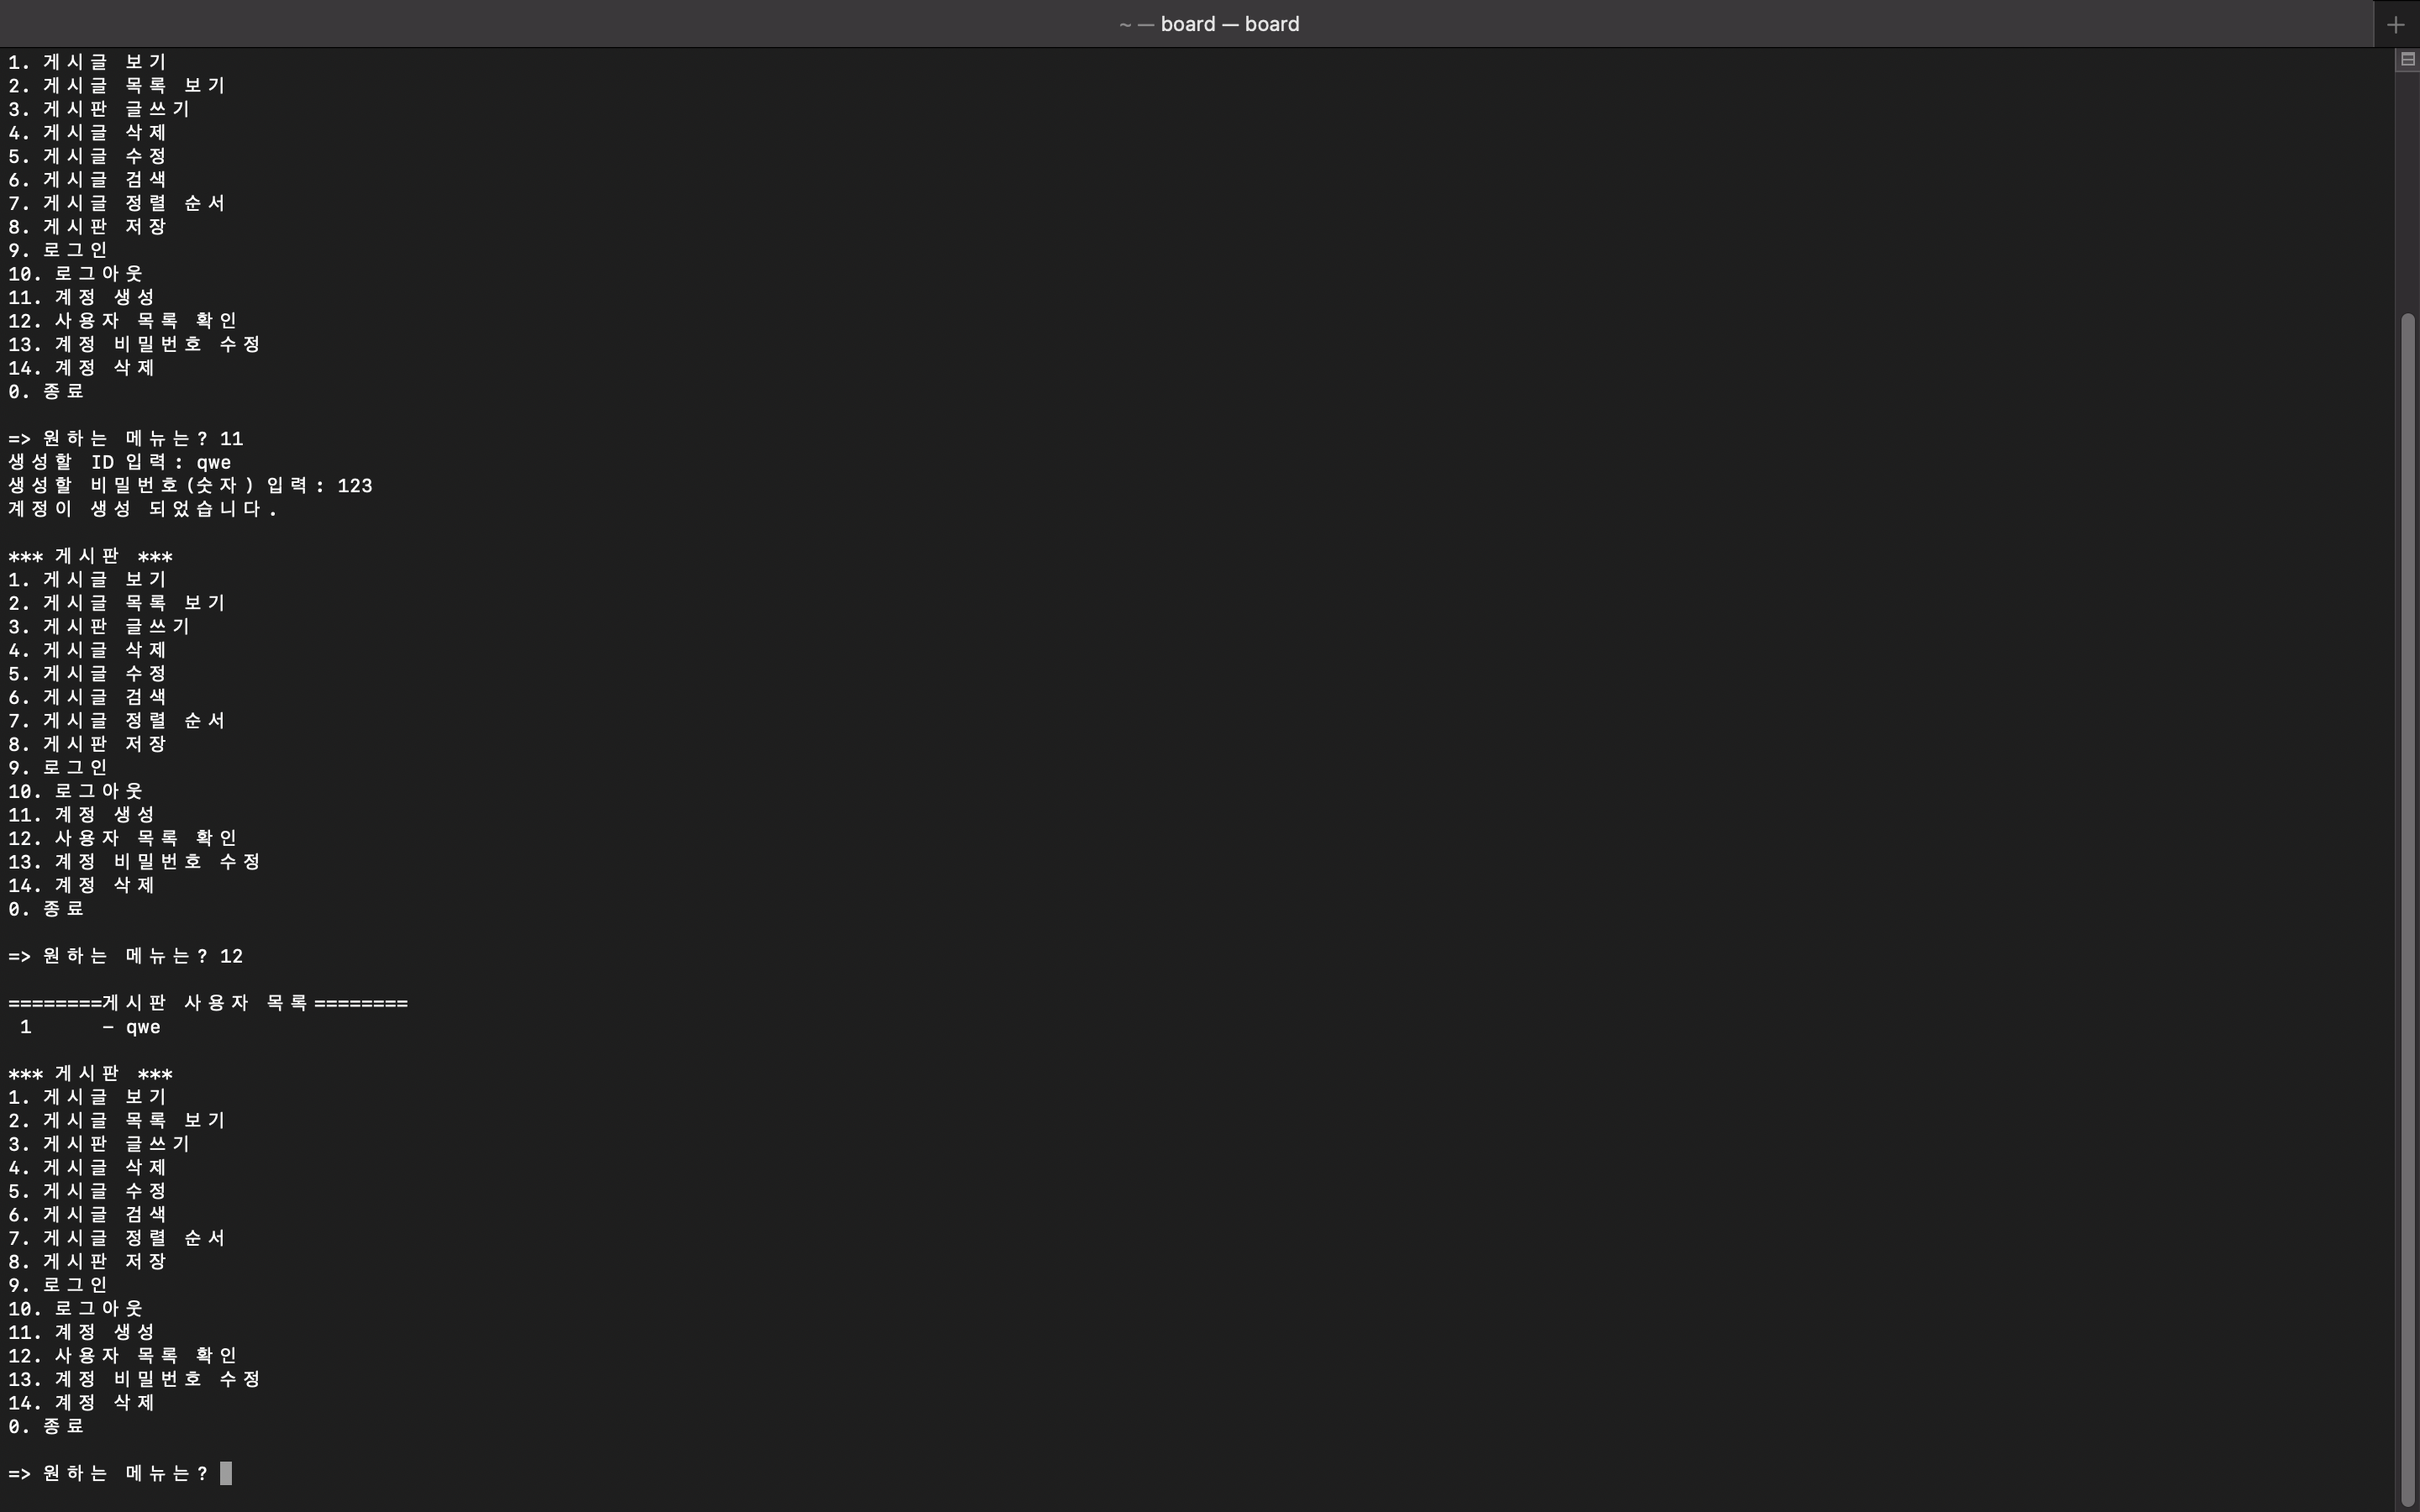 ~ — board — board
1. 게시글 보기
2. 게시글 목록 보기
3. 게시판 글쓰기
4. 게시글 삭제
5. 게시글 수정
6. 게시글 검색
7. 게시글 정렬 순서
8. 게시판 저장
9. 로그인
10. 로그아웃
11. 계정 생성
12. 사용자 목록 확인
13. 계정 비밀번호 수정
14. 계정 삭제
0. 종료
=> 원하는 메뉴는? 11
생성할 ID 입력: qwe
생성할 비밀번호(숫자) 입력: 123
계정이 생성 되었습니다.
*** 게시판 ***
1. 게시글 보기
2. 게시글 목록 보기
3. 게시판 글쓰기
4. 게시글 삭제
5. 게시글 수정
6. 게시글 검색
7. 게시글 정렬 순서
8. 게시판 저장
9. 로그인
10. 로그아웃
11. 계정 생성
12. 사용자 목록 확인
13. 계정 비밀번호 수정
14. 계정 삭제
0. 종료
=> 원하는 메뉴는? 12
========게시판 사용자 목록========
1 - qwe
*** 게시판 ***
1. 게시글 보기
2. 게시글 목록 보기
3. 게시판 글쓰기
4. 게시글 삭제
5. 게시글 수정
6. 게시글 검색
7. 게시글 정렬 순서
8. 게시판 저장
9. 로그인
10. 로그아웃
11. 계정 생성
12. 사용자 목록 확인
13. 계정 비밀번호 수정
14. 계정 삭제
0. 종료
=> 원하는 메뉴는?